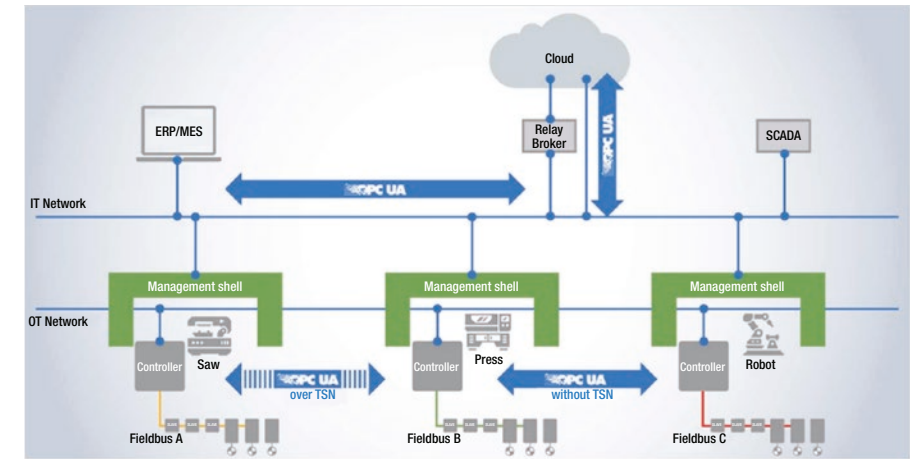 Cloud
ERP/MES
Relay
Broker
SCADA
OPC UA
OPC UA
IT Network
Management shell
Management shell
Management shell
OT Network
Controller
Saw
Controller
Press
Controller
Robot
OPC UA
over TSN
OPC UA
without TSN
Fieldbus A
Fieldbus B
Fieldbus C